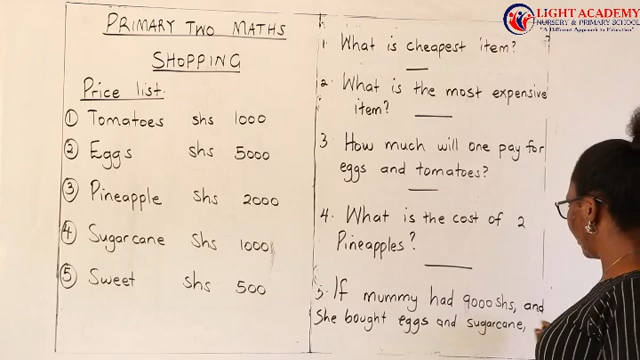 PRIMARY TWO MATHS
SHOPPING
Price list.
① Tomatoes shs 1000
② Eggs shs 5000
③ Pineapple shs 2000
④ Sugarcane shs 1000
⑤ Sweet shs 500
1. What is cheapest item?
2. What is the most expensive
item?
3. How much will one pay for
eggs and tomatoes?
4. What is the cost of 2
Pineapples?
5. If mummy had 9000shs, and
She bought eggs and sugarcane,
LIGHT ACADEMY
NURSERY & PRIMARY SCHOOL
"A Different Approach to Education"